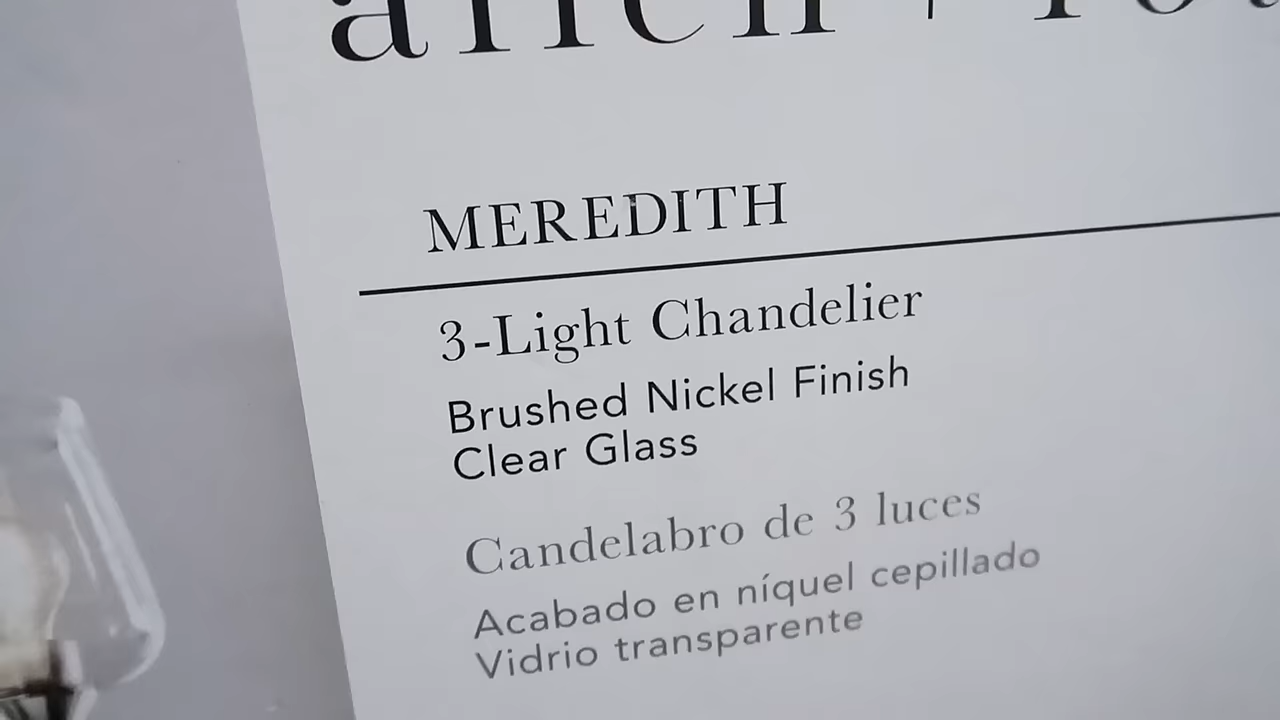 MEREDITH
3-Light Chandelier
Brushed Nickel Finish
Clear Glass
Candelabro de 3 luces
Acabado en níquel cepillado
Vidrio transparente